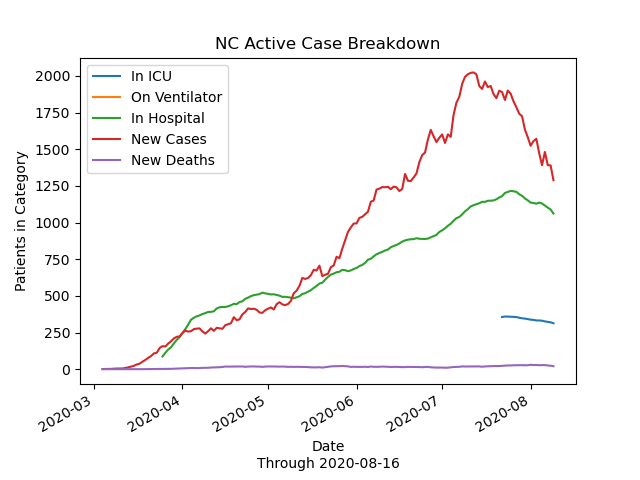 NC Active Case Breakdown
In ICU
On Ventilator
In Hospital
New Cases
New Deaths
Patients in Category
2000
1750
1500
1250
1000
750
500
250
0
2020-03
2020-04
2020-05
2020-06
2020-07
2020-08
Date
Through 2020-08-16